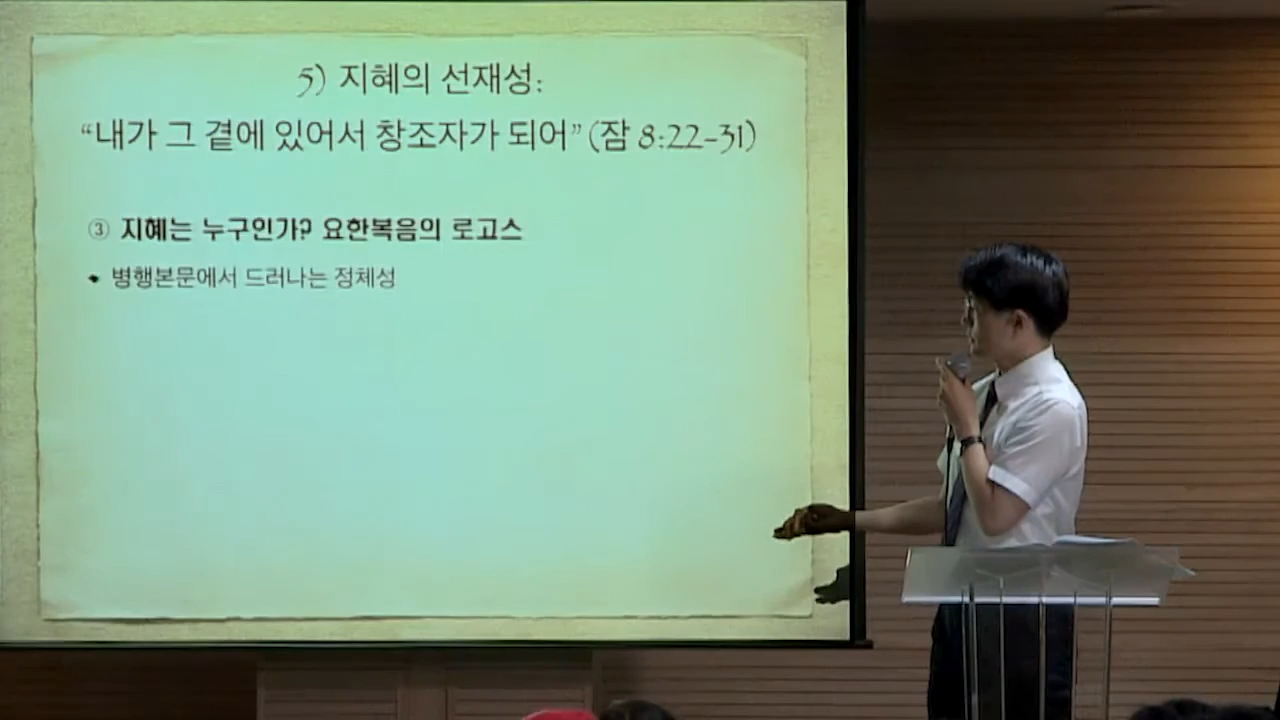 5) 지혜의 선재성:
“내가 그 곁에 있어서 창조자가 되어” (잠 8:22-31)
③ 지혜는 누구인가? 요한복음의 로고스
병행본문에서 드러나는 정체성